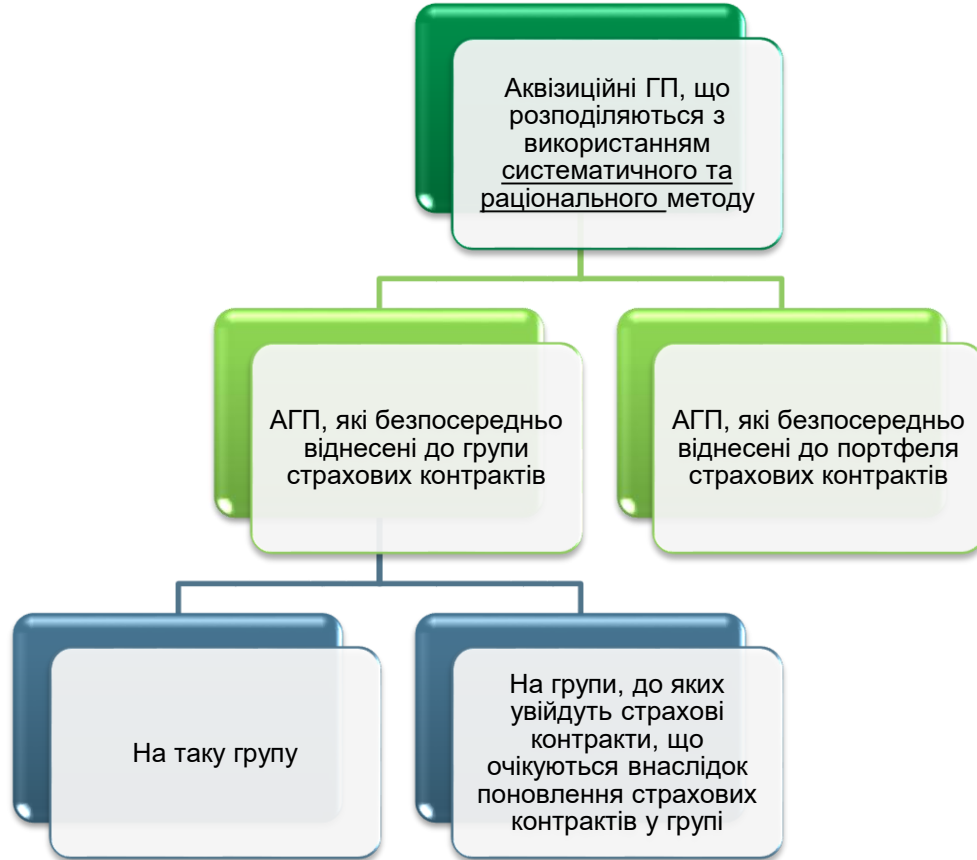 Аквізиційні ГП, що
розподіляються з
використанням
систематичного та
раціонального методу
АГП, які безпосередньо
віднесені до групи
страхових контрактів
АГП, які безпосередньо
віднесені до портфеля
страхових контрактів
На таку групу
На групи, до яких
увійдуть страхові
контракти, що
очікуються внаслідок
поновлення страхових
контрактів у групі